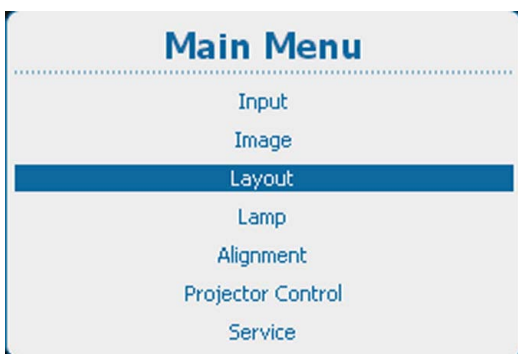 Main Menu
Input
Image
Layout
Lamp
Alignment
Projector Control
Service